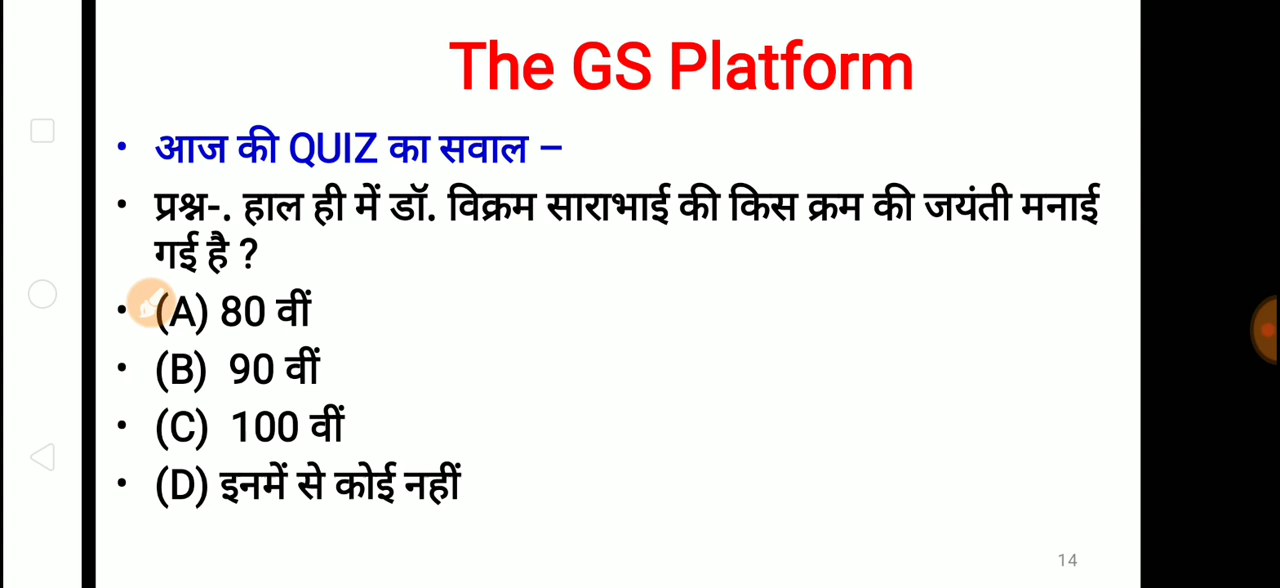 The GS Platform
• आज की QUIZ का सवाल –
• प्रश्न-. हाल ही में डॉ. विक्रम साराभाई की किस क्रम की जयंती मनाई
गई है ?
• (A) 80 वीं
• (B) 90 वीं
• (C) 100 वीं
• (D) इनमें से कोई नहीं
14